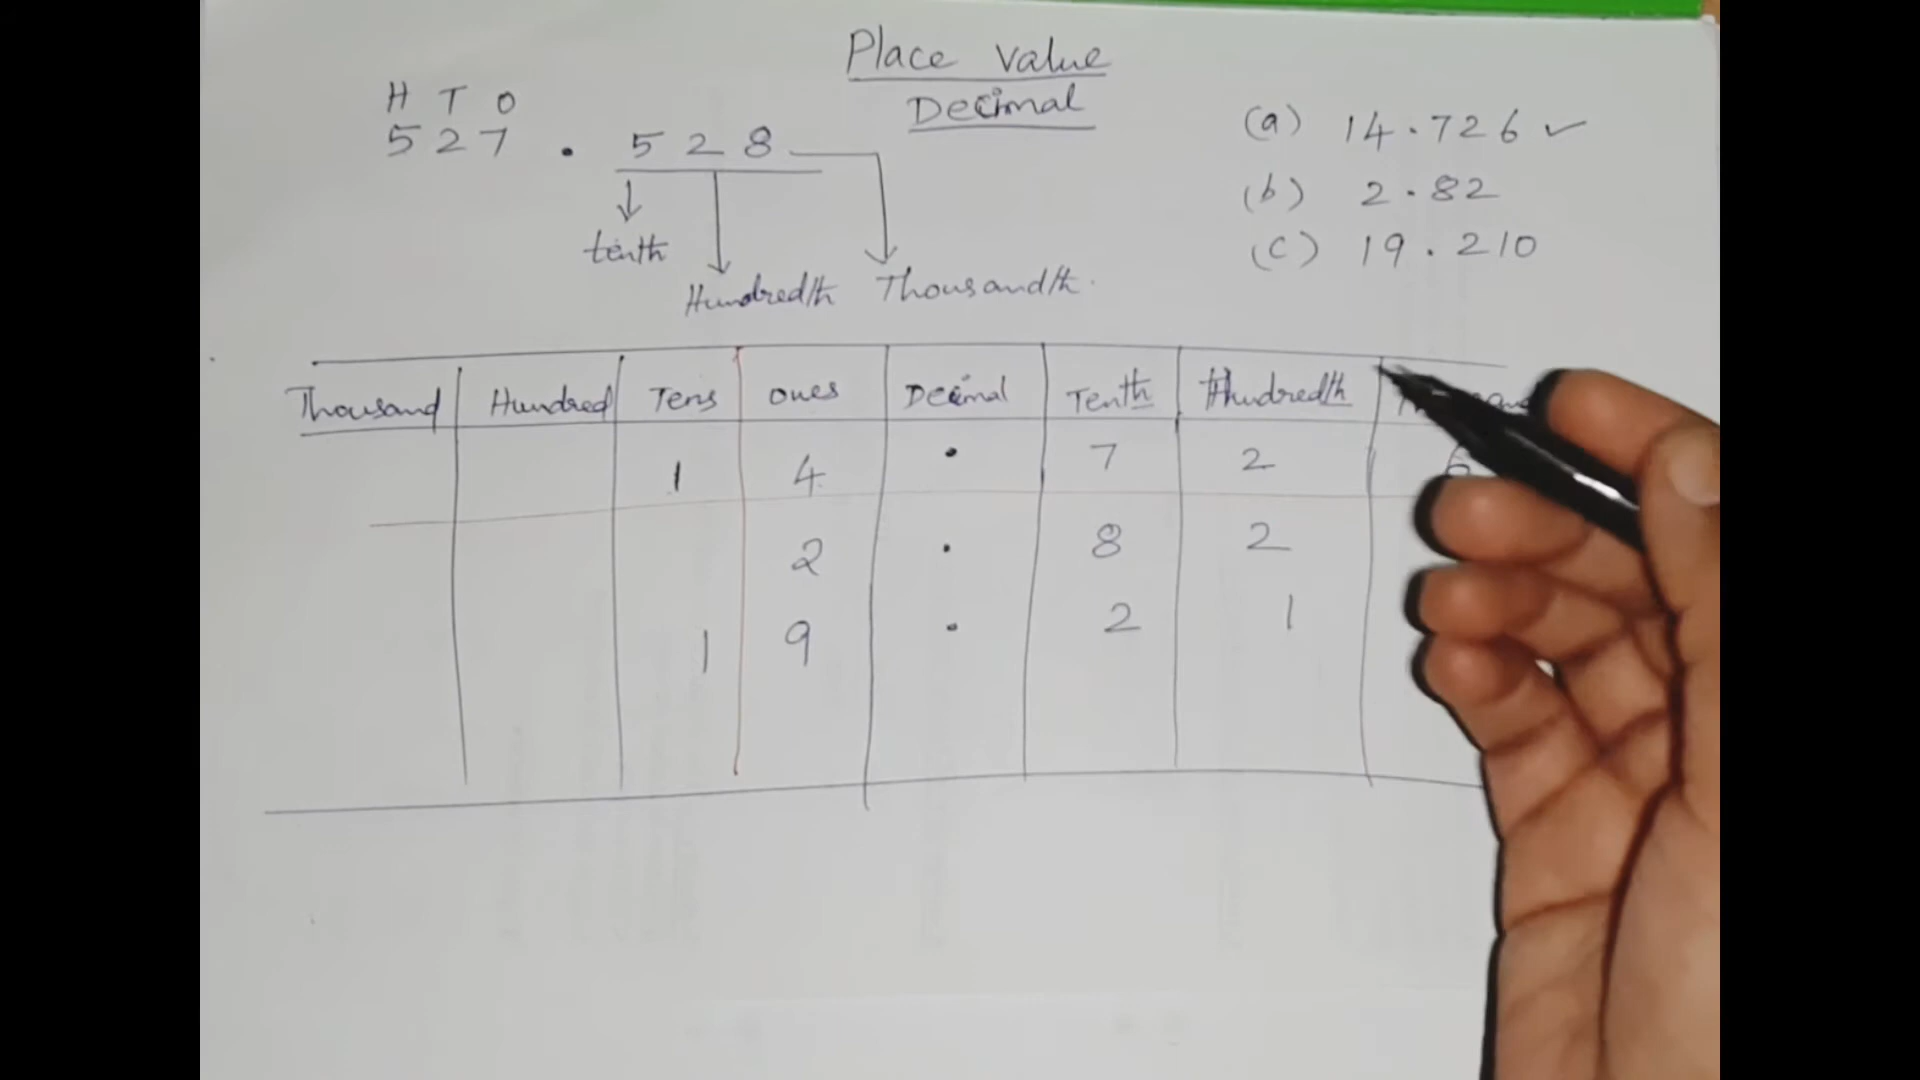 Place Value
Decimal
H T O
527 . 528
tenth
Hundredth Thousandth.
(a) 14.726 ✓
(b) 2.82
(c) 19.210
Thousand Hundred Tens Ones Decimal Tenth Hundredth
1 4 . 7 2 6
2 . 8 2
1 9 . 2 1